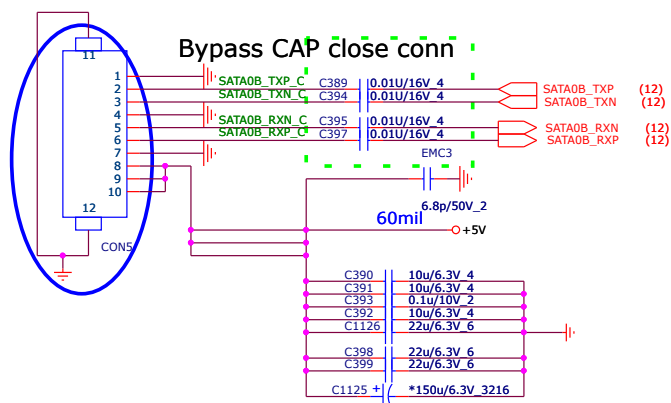 Bypass CAP close conn
11
1
2
3
4
5
6
7
8
9
10
12
CON5
SATA0B_TXP_C C389 0.01U/16V_4 SATA0B_TXP (12)
SATA0B_TXN_C C394 0.01U/16V_4 SATA0B_TXN (12)
SATA0B_RXN_C C395 0.01U/16V_4 SATA0B_RXN (12)
SATA0B_RXP_C C397 0.01U/16V_4 SATA0B_RXP (12)
EMC3
6.8p/50V_2
60mil
+5V
C390 10u/6.3V_4
C391 10u/6.3V_4
C393 0.1u/10V_2
C392 10u/6.3V_4
C1126 22u/6.3V_6
C398 22u/6.3V_6
C399 22u/6.3V_6
C1125 + *150u/6.3V_3216